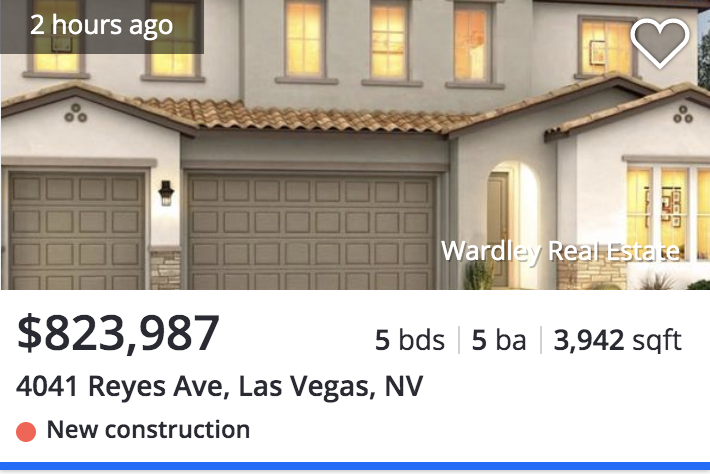 2 hours ago
Wardley Real Estate
$823,987
5 bds | 5 ba | 3,942 sqft
4041 Reyes Ave, Las Vegas, NV
New construction